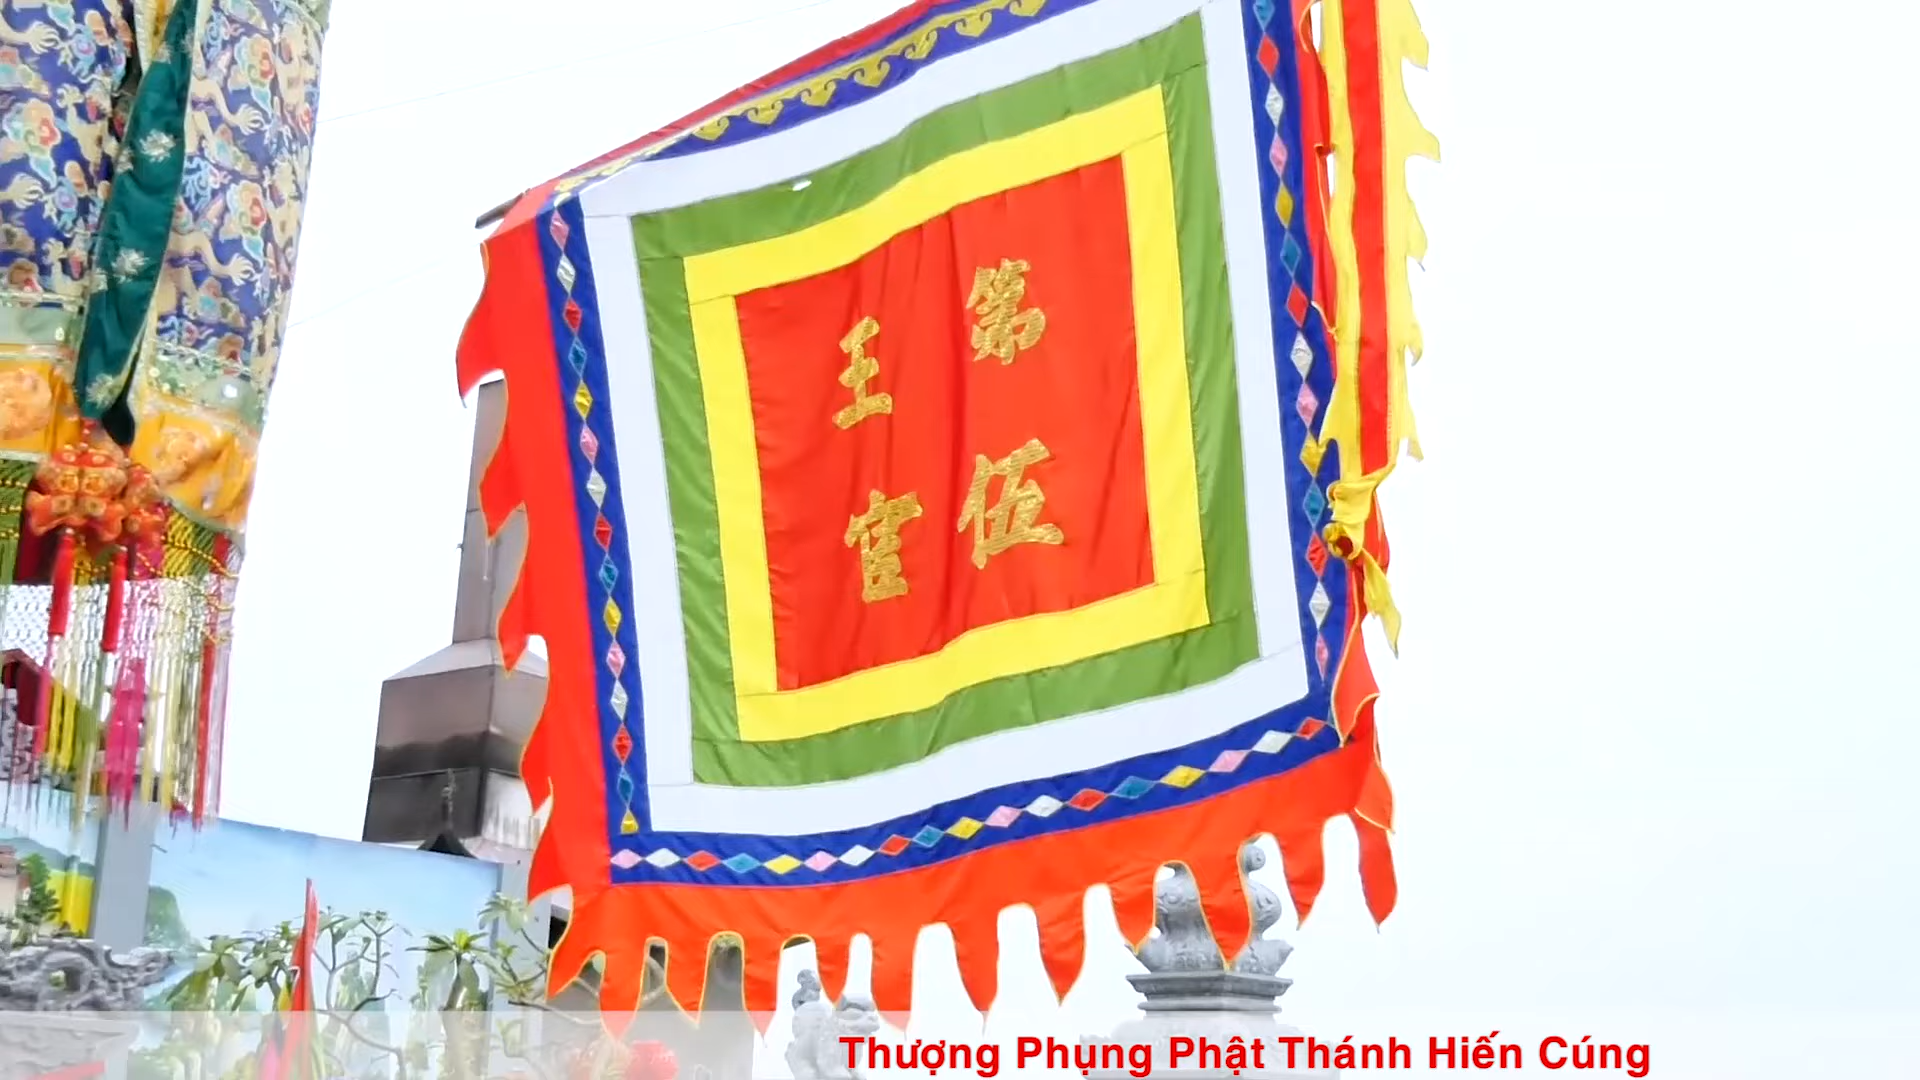 第伍
王官
Thượng Phụng Phật Thánh Hiến Cúng